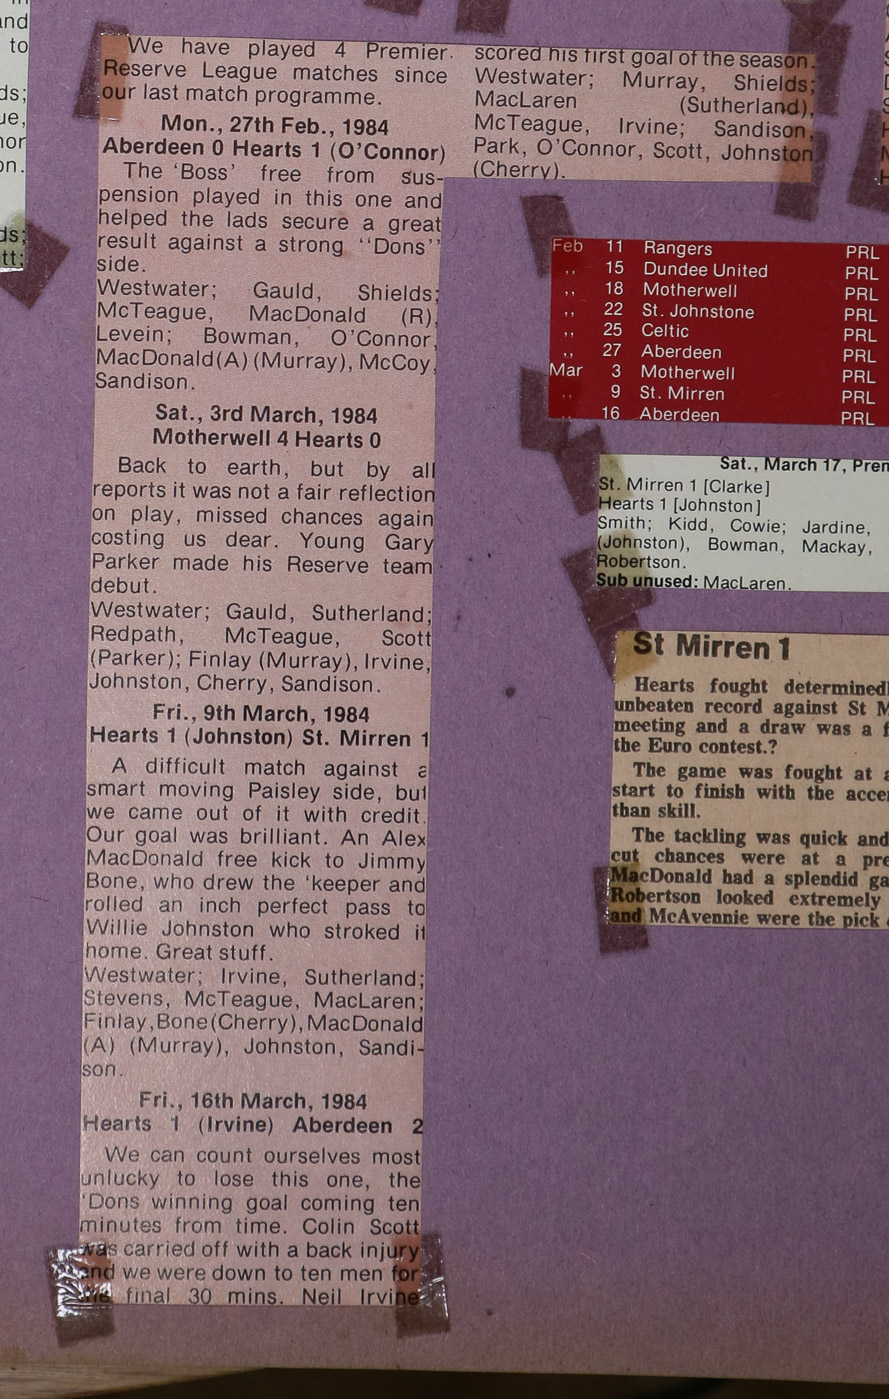 and
to
ds;
ue,
nor
on.
ds;
tt;
We have played 4 Premier
Reserve League matches since
our last match programme.
Mon., 27th Feb., 1984
Aberdeen 0 Hearts 1 (O'Connor)
The 'Boss' free from sus-
pension played in this one and
helped the lads secure a great
result against a strong "Dons"
side.
Westwater; Gauld, Shields;
McTeague, MacDonald (R),
Levein; Bowman, O'Connor,
MacDonald(A) (Murray), McCoy,
Sandison.
Sat., 3rd March, 1984
Motherwell 4 Hearts 0
Back to earth, but by all
reports it was not a fair reflection
on play, missed chances again
costing us dear. Young Gary
Parker made his Reserve team
debut.
Westwater; Gauld, Sutherland;
Redpath, McTeague, Scott
(Parker); Finlay (Murray), Irvine,
Johnston, Cherry, Sandison.
Fri., 9th March, 1984
Hearts 1 (Johnston) St. Mirren 1
A difficult match against a
smart moving Paisley side, but
we came out of it with credit.
Our goal was brilliant. An Alex
MacDonald free kick to Jimmy
Bone, who drew the 'keeper and
rolled an inch perfect pass to
Willie Johnston who stroked it
home. Great stuff.
Westwater; Irvine, Sutherland;
Stevens, McTeague, MacLaren;
Finlay, Bone (Cherry), MacDonald
(A) (Murray), Johnston, Sandi-
son.
Fri., 16th March, 1984
Hearts 1 (Irvine) Aberdeen 2
We can count ourselves most
unlucky to lose this one, the
'Dons winning goal coming ten
minutes from time. Colin Scott
was carried off with a back injury
and we were down to ten men for
the final 30 mins. Neil Irvine
scored his first goal of the season.
Westwater; Murray, Shields;
MacLaren (Sutherland),
McTeague, Irvine; Sandison,
Park, O'Connor, Scott, Johnston
(Cherry).
Feb 11 Rangers PRL
,, 15 Dundee United PRL
,, 18 Motherwell PRL
,, 22 St. Johnstone PRL
,, 25 Celtic PRL
,, 27 Aberdeen PRL
Mar 3 Motherwell PRL
,, 9 St. Mirren PRL
,, 16 Aberdeen PRL
Sat., March 17, Prem
St. Mirren 1 [Clarke]
Hearts 1 [Johnston]
Smith; Kidd, Cowie; Jardine,
(Johnston), Bowman, Mackay,
Robertson.
Sub unused: MacLaren.
St Mirren 1
Hearts fought determinedl
unbeaten record against St M
meeting and a draw was a f
the Euro contest.?
The game was fought at a
start to finish with the accen
than skill.
The tackling was quick and
cut chances were at a pre
MacDonald had a splendid ga
Robertson looked extremely
and McAvennie were the pick